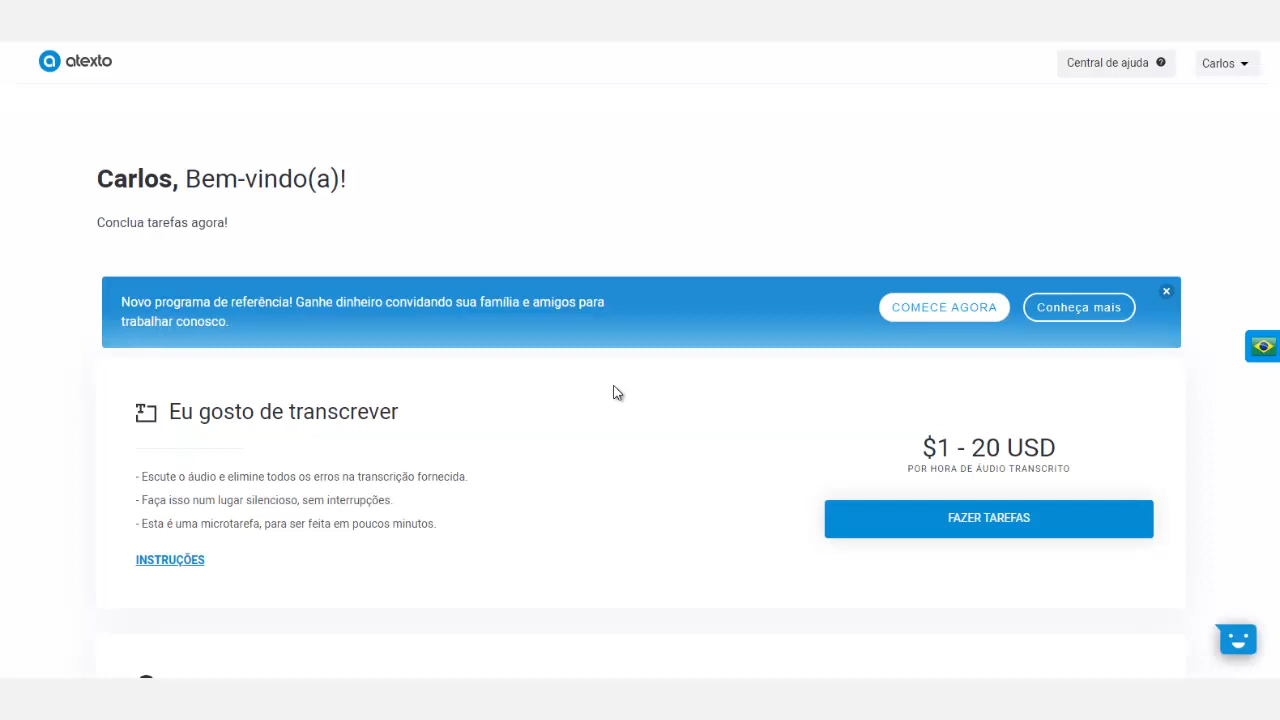 atexto
Central de ajuda
Carlos
Carlos, Bem-vindo(a)!
Conclua tarefas agora!
Novo programa de referência! Ganhe dinheiro convidando sua família e amigos para
trabalhar conosco.
COMECE AGORA
Conheça mais
Eu gosto de transcrever
- Escute o áudio e elimine todos os erros na transcrição fornecida.
- Faça isso num lugar silencioso, sem interrupções.
- Esta é uma microtarefa, para ser feita em poucos minutos.
INSTRUÇÕES
$1 - 20 USD
POR HORA DE ÁUDIO TRANSCRITO
FAZER TAREFAS